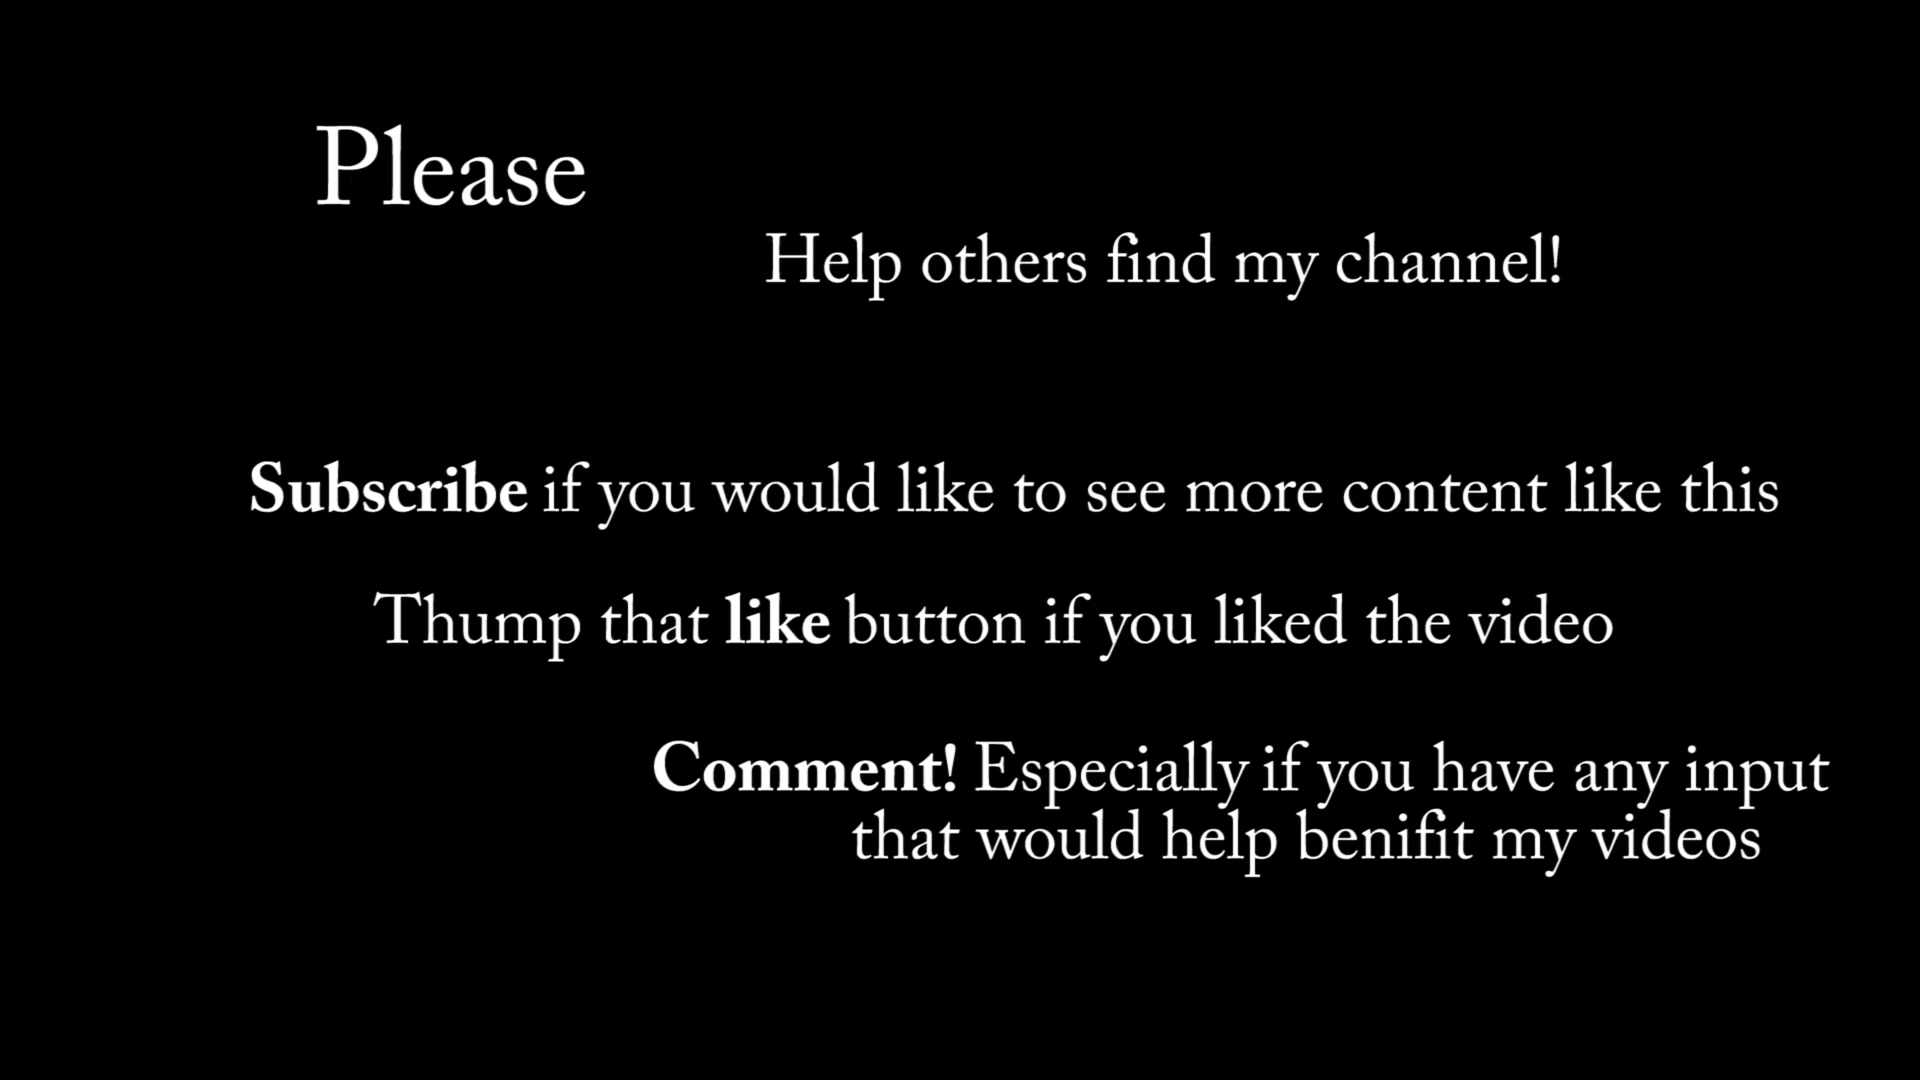 Please
Help others find my channel!
Subscribe if you would like to see more content like this
Thump that like button if you liked the video
Comment! Especially if you have any input
that would help benifit my videos